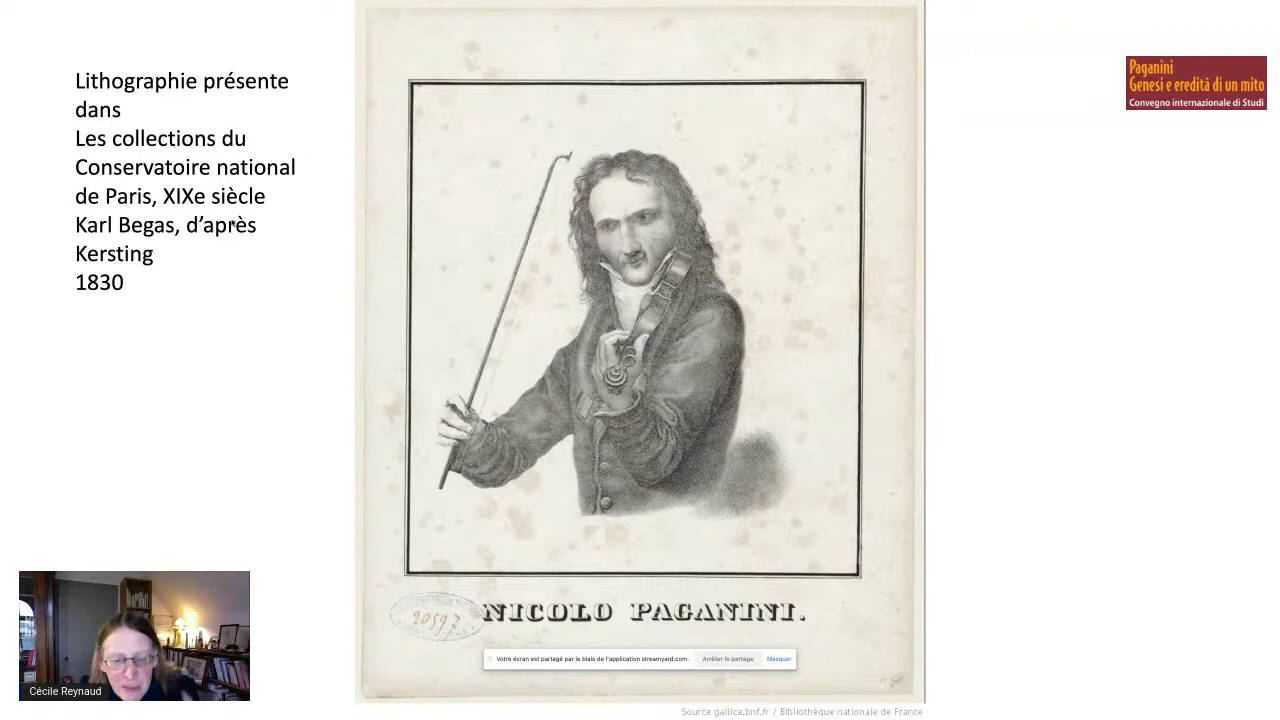 Lithographie présente
dans
Les collections du
Conservatoire national
de Paris, XIXe siècle
Karl Begas, d’après
Kersting
1830
Paganini
Genesi e eredità di un mito
Convegno internazionale di Studi
20597
NICOLO PAGANINI.
Votre écran est partagé par le biais de l'application streamyard.com.
Arrêter le partage
Masquer
Cécile Reynaud
Source gallica.bnf.fr / Bibliothèque nationale de France